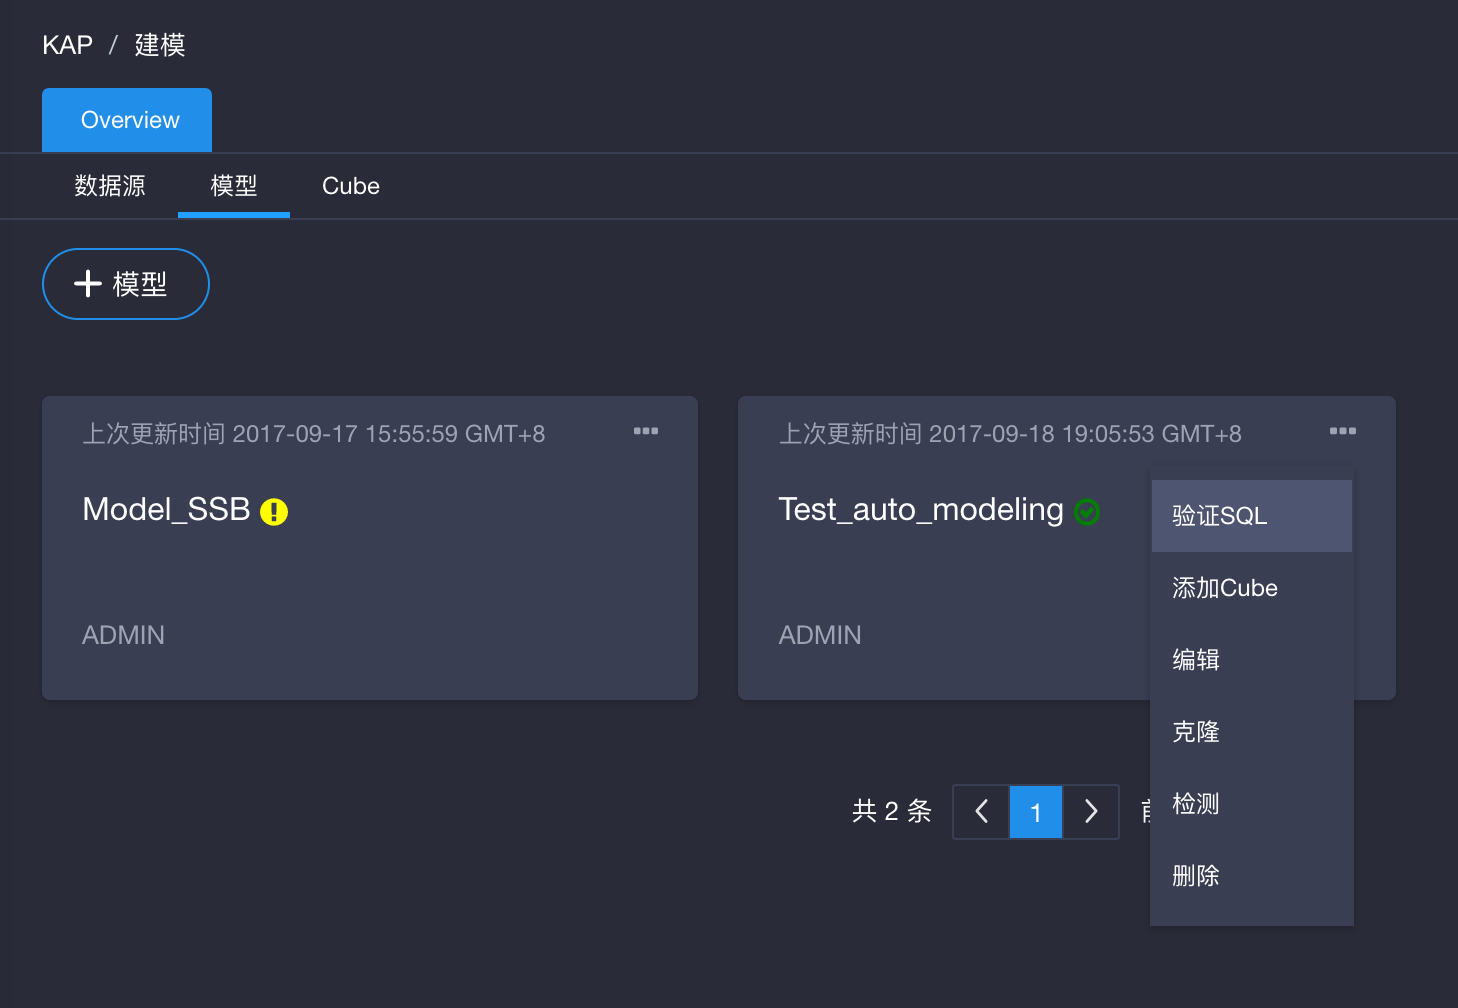 KAP / 建模
Overview
数据源 模型 Cube
模型
上次更新时间 2017-09-17 15:55:59 GMT+8
Model_SSB
ADMIN
上次更新时间 2017-09-18 19:05:53 GMT+8
Test_auto_modeling
ADMIN
验证SQL
添加Cube
编辑
克隆
检测
删除
共 2 条 1